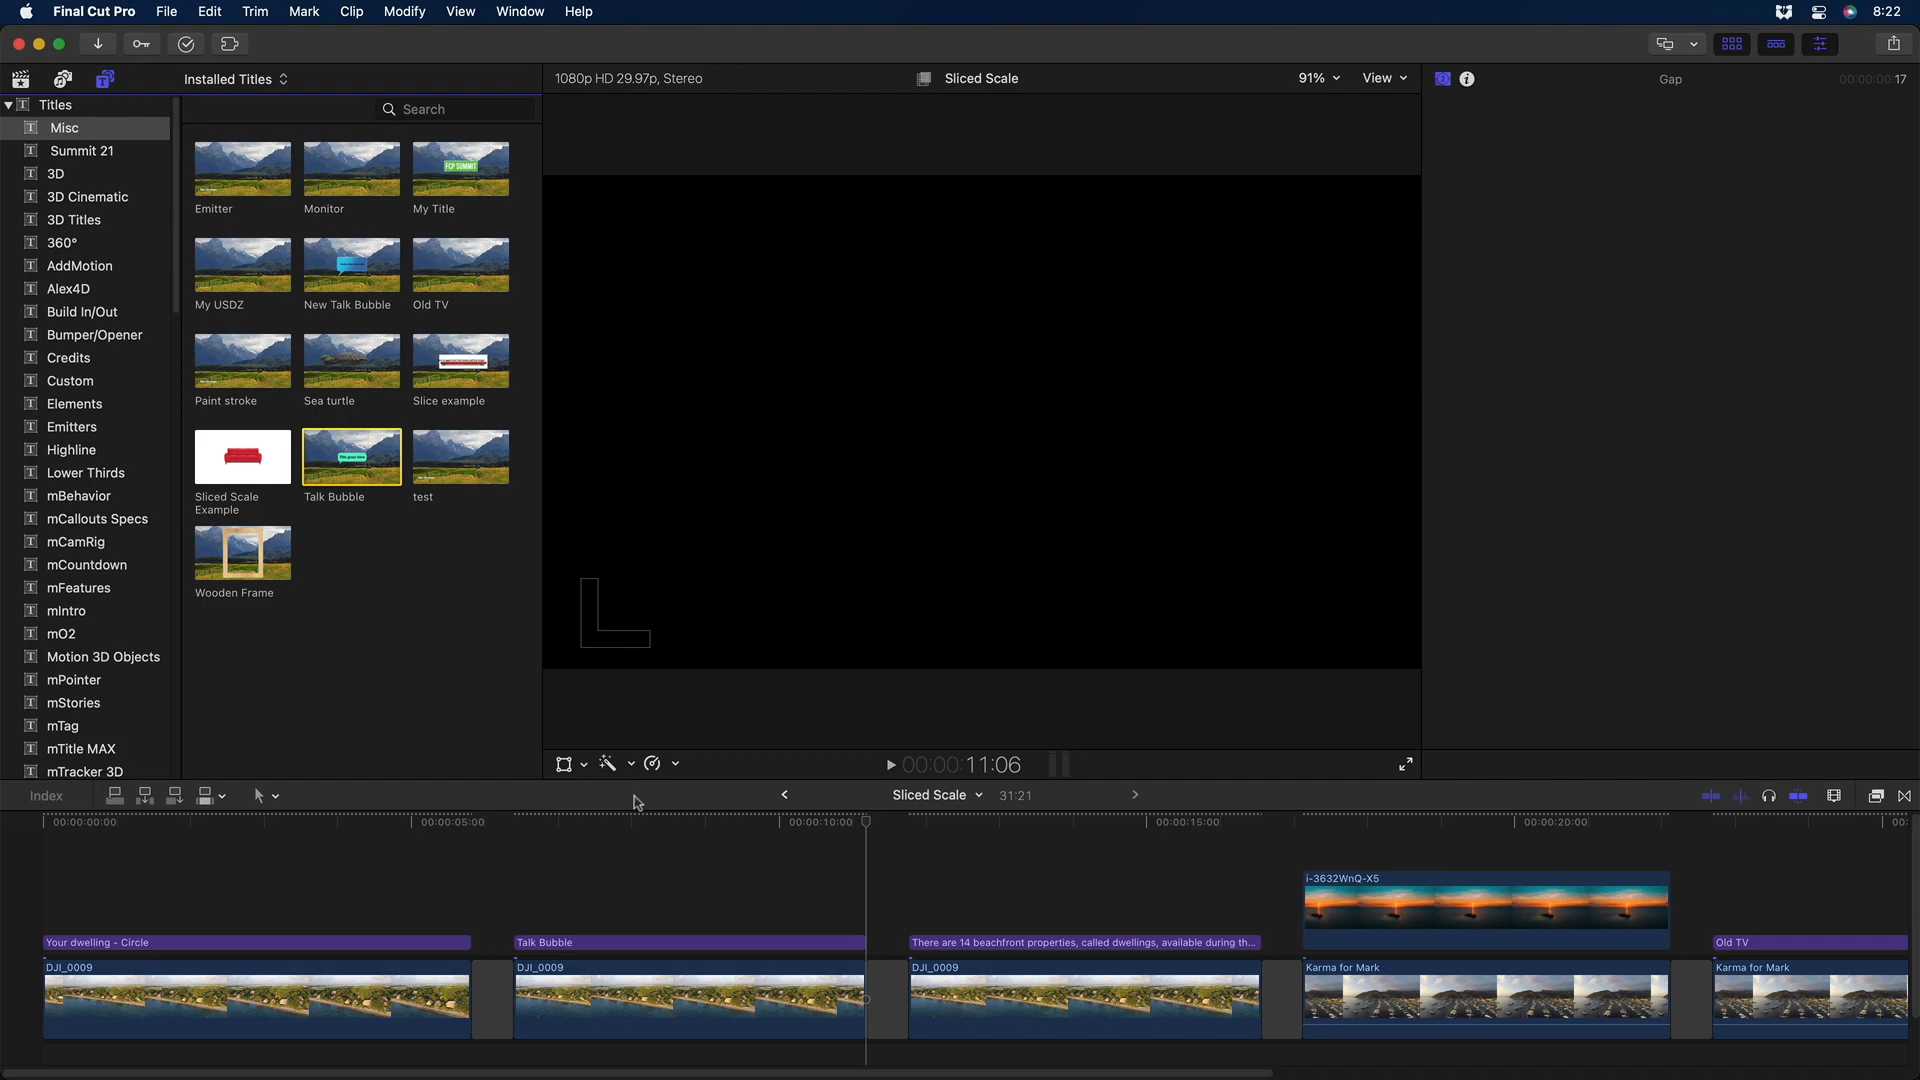 Final Cut Pro File Edit Trim Mark Clip Modify View Window Help 8:22
Installed Titles
1080p HD 29.97p, Stereo
Sliced Scale
91%
View
Gap
00:00:00:17
Titles
Misc
Summit 21
3D
3D Cinematic
3D Titles
360°
AddMotion
Alex4D
Build In/Out
Bumper/Opener
Credits
Custom
Elements
Emitters
Highline
Lower Thirds
mBehavior
mCallouts Specs
mCamRig
mCountdown
mFeatures
mIntro
mO2
Motion 3D Objects
mPointer
mStories
mTag
mTitle MAX
mTracker 3D
Search
FCP SUMMIT
Emitter
Monitor
My Title
My USDZ
New Talk Bubble
Old TV
Paint stroke
Sea turtle
Slice example
Title goes here
Sliced Scale
Example
Talk Bubble
test
Wooden Frame
00:00:11:06
Index
Sliced Scale
31:21
00:00:00:00
00:00:05:00
00:00:10:00
00:00:15:00
00:00:20:00
00:
i-3632WnQ-X5
Your dwelling - Circle
Talk Bubble
There are 14 beachfront properties, called dwellings, available during th...
Old TV
DJI_0009
DJI_0009
DJI_0009
Karma for Mark
Karma for Mark